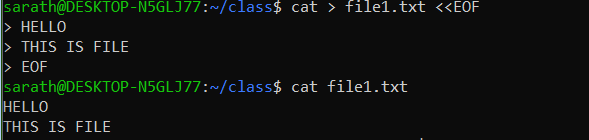 sarath@DESKTOP-N5GLJ77:~/class$ cat > file1.txt <<EOF
> HELLO
> THIS IS FILE
> EOF
sarath@DESKTOP-N5GLJ77:~/class$ cat file1.txt
HELLO
THIS IS FILE